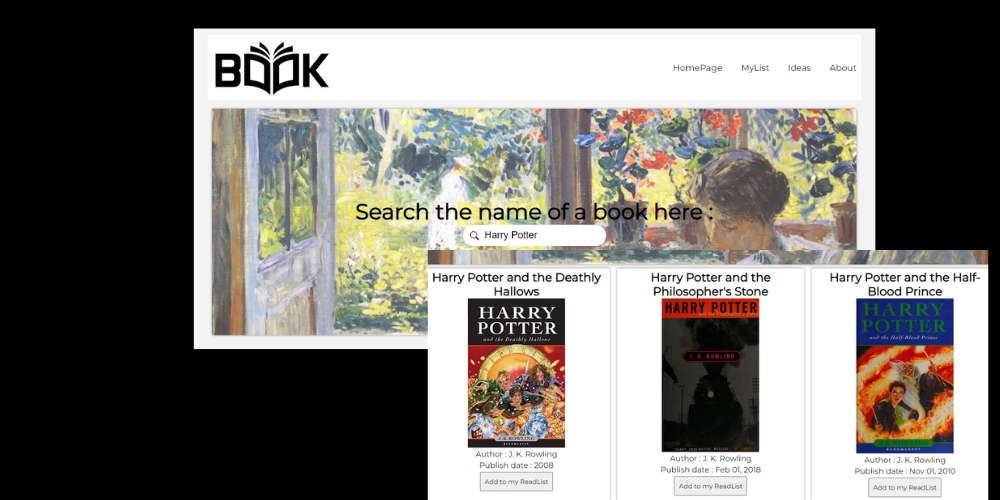 BOOK
HomePage MyList Ideas About
Search the name of a book here :
Harry Potter
Harry Potter and the Deathly
Hallows
HARRY
POTTER
and the Deathly Hallows
J.K.ROWLING
BLOOMSBURY
Author : J. K. Rowling
Publish date : 2008
Add to my ReadList
Harry Potter and the
Philosopher's Stone
HARRY POTTER
J. K. ROWLING
Author : J. K. Rowling
Publish date : Feb 01, 2018
Add to my ReadList
Harry Potter and the Half-
Blood Prince
HARRY
POTTER
and the Half-Blood Prince
J.K.ROWLING
BLOOMSBURY
Author : J. K. Rowling
Publish date : Nov 01, 2010
Add to my ReadList